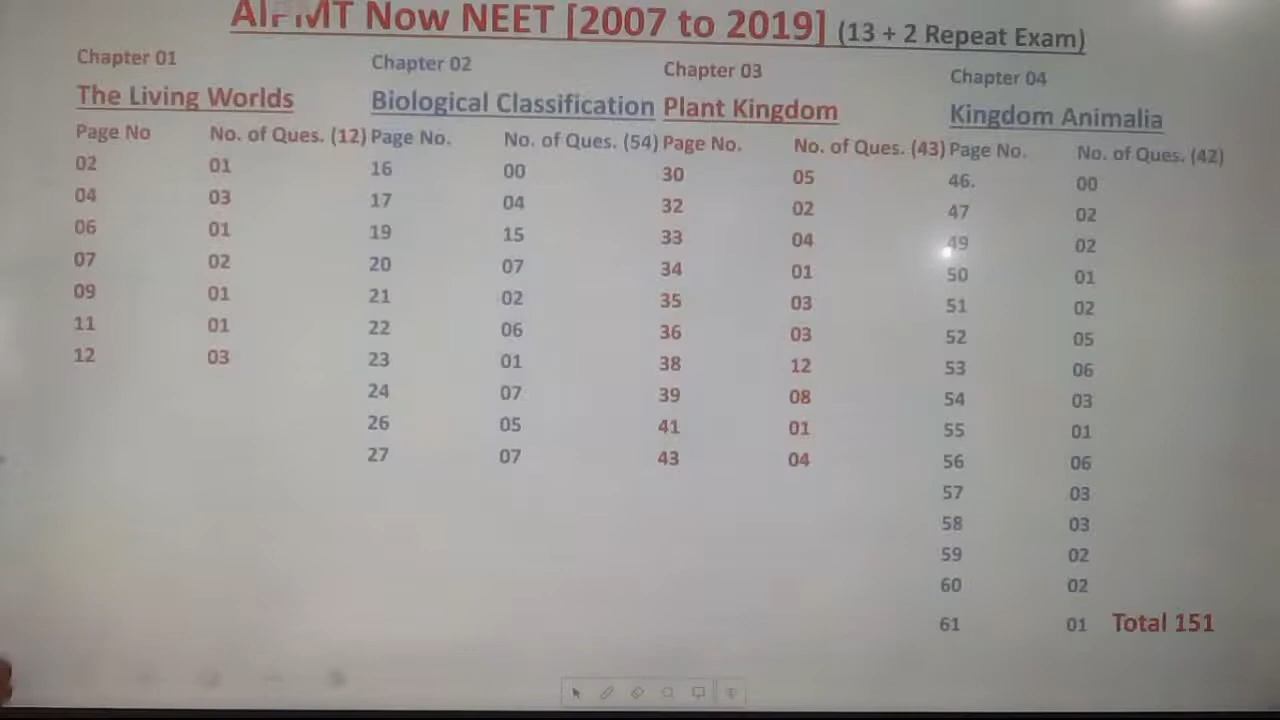 AIPMT Now NEET [2007 to 2019] (13 + 2 Repeat Exam)
Chapter 01 Chapter 02 Chapter 03 Chapter 04
The Living Worlds Biological Classification Plant Kingdom Kingdom Animalia
Page No No. of Ques. (12) Page No. No. of Ques. (54) Page No. No. of Ques. (43) Page No. No. of Ques. (42)
02 01 16 00 30 05 46. 00
04 03 17 04 32 02 47 02
06 01 19 15 33 04 49 02
07 02 20 07 34 01 50 01
09 01 21 02 35 03 51 02
11 01 22 06 36 03 52 05
12 03 23 01 38 12 53 06
24 07 39 08 54 03
26 05 41 01 55 01
27 07 43 04 56 06
57 03
58 03
59 02
60 02
61 01 Total 151